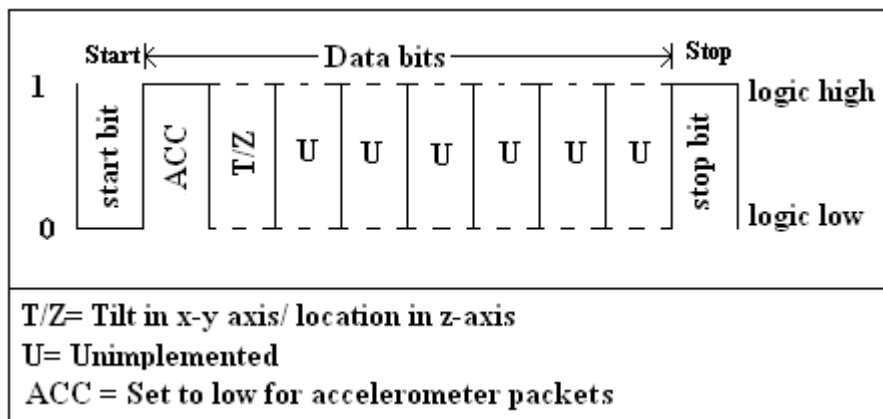 Start Data bits Stop
1 logic high
start bit ACC T/Z U U U U U U stop bit
0 logic low
T/Z= Tilt in x-y axis/ location in z-axis
U= Unimplemented
ACC = Set to low for accelerometer packets